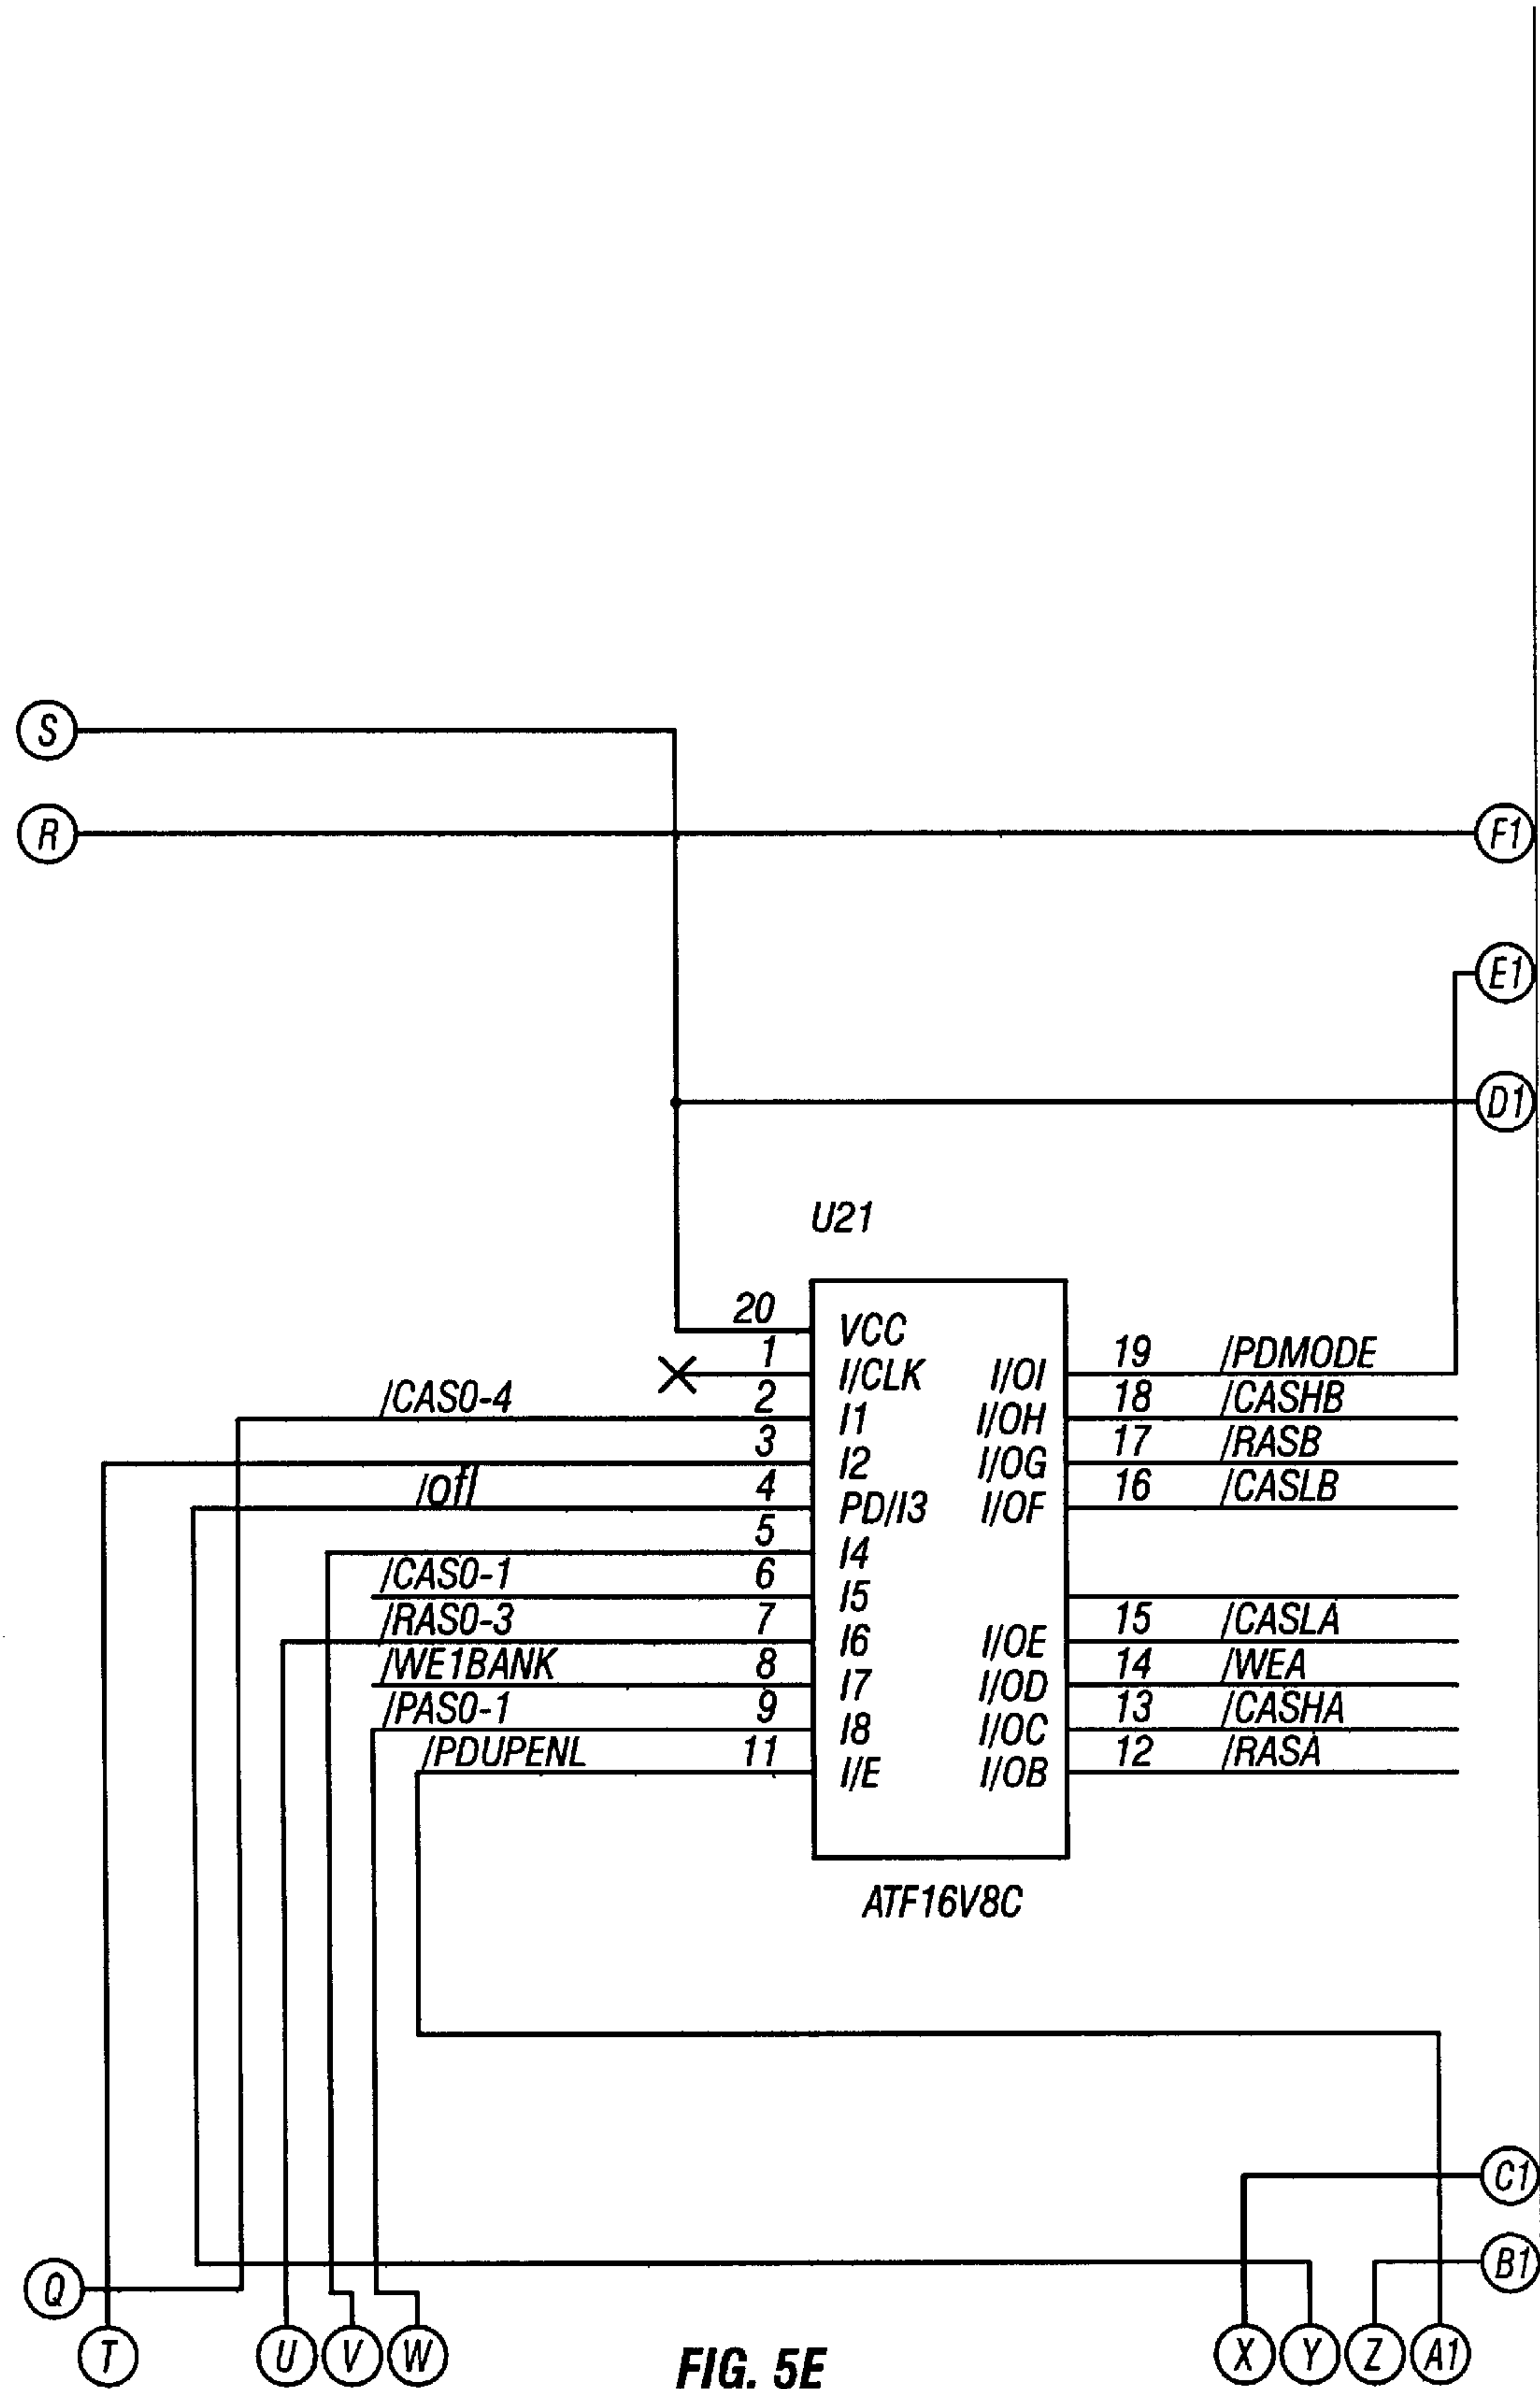 S
R F1
E1
D1
U21
20 VCC
1 I/CLK I/OI 19 /PDMODE
/CAS0-4 2 I1 I/OH 18 /CASHB
3 I2 I/OG 17 /RASB
/Off 4 PD/I3 I/OF 16 /CASLB
5 I4
/CAS0-1 6 I5
/RAS0-3 7 I6 I/OE 15 /CASLA
/WE1BANK 8 I7 I/OD 14 /WEA
/PAS0-1 9 I8 I/OC 13 /CASHA
/PDUPENL 11 I/E I/OB 12 /RASA
ATF16V8C
C1
Q B1
T U V W X Y Z A1
FIG. 5E